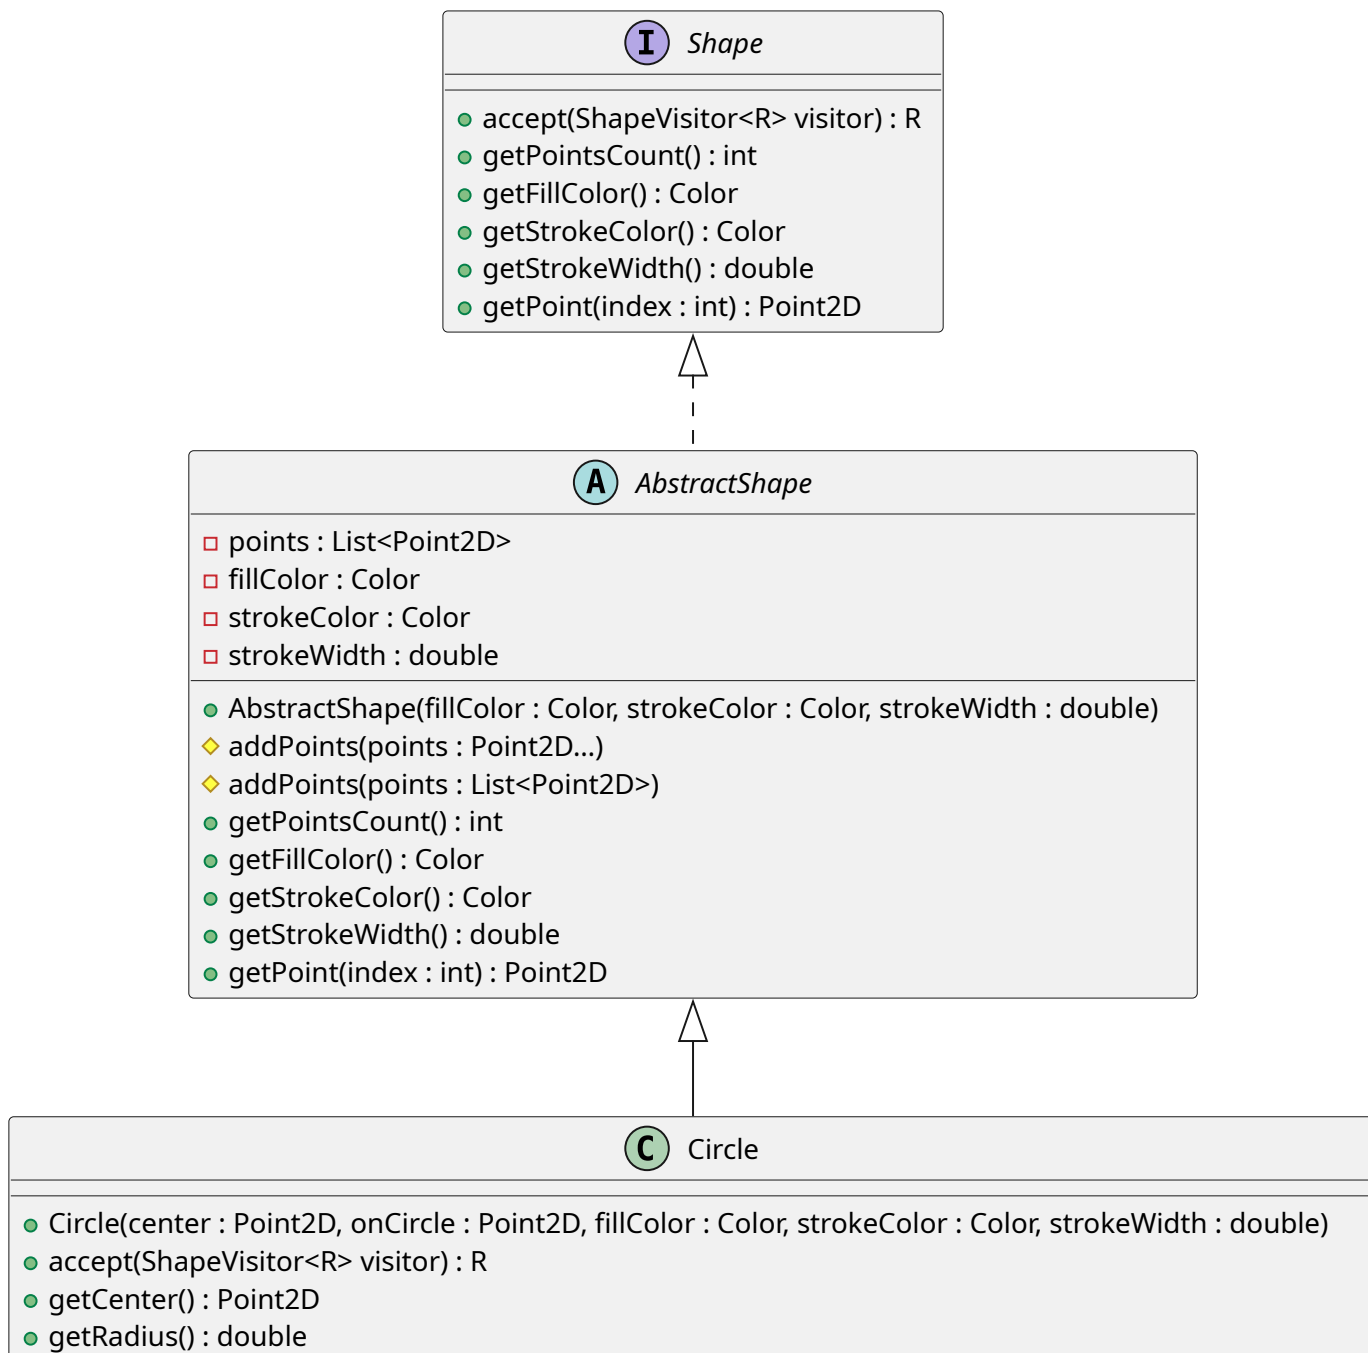 I Shape
accept(ShapeVisitor<R> visitor) : R
getPointsCount() : int
getFillColor() : Color
getStrokeColor() : Color
getStrokeWidth() : double
getPoint(index : int) : Point2D
A AbstractShape
points : List<Point2D>
fillColor : Color
strokeColor : Color
strokeWidth : double
AbstractShape(fillColor : Color, strokeColor : Color, strokeWidth : double)
addPoints(points : Point2D...)
addPoints(points : List<Point2D>)
getPointsCount() : int
getFillColor() : Color
getStrokeColor() : Color
getStrokeWidth() : double
getPoint(index : int) : Point2D
C Circle
Circle(center : Point2D, onCircle : Point2D, fillColor : Color, strokeColor : Color, strokeWidth : double)
accept(ShapeVisitor<R> visitor) : R
getCenter() : Point2D
getRadius() : double